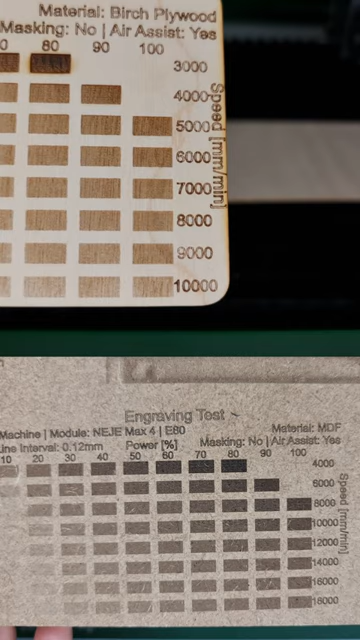 Material: Birch Plywood
Masking: No | Air Assist: Yes
80 90 100
3000
4000
5000
6000
7000
8000
9000
10000
Speed [mm/min]
Engraving Test
Machine | Module: NEJE Max 4 | E80
Material: MDF
Line Interval: 0.12mm
Power [%]
Masking: No | Air Assist: Yes
10 20 30 40 50 60 70 80 90 100
4000
6000
8000
10000
12000
14000
16000
18000
Speed [mm/min]